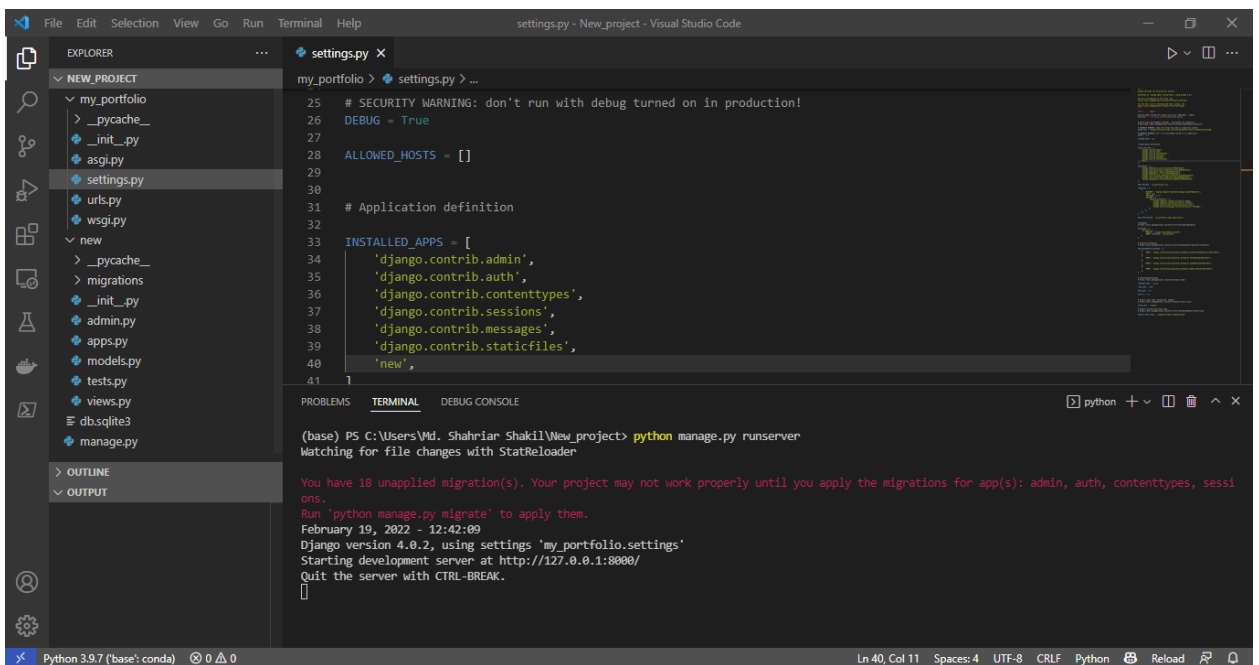 File Edit Selection View Go Run Terminal Help
settings.py - New_project - Visual Studio Code
EXPLORER
NEW_PROJECT
my_portfolio
__pycache__
__init__.py
asgi.py
settings.py
urls.py
wsgi.py
new
__pycache__
migrations
__init__.py
admin.py
apps.py
models.py
tests.py
views.py
db.sqlite3
manage.py
OUTLINE
OUTPUT
settings.py
my_portfolio > settings.py > ...
25 # SECURITY WARNING: don't run with debug turned on in production!
26 DEBUG = True
27
28 ALLOWED_HOSTS = []
29
30
31 # Application definition
32
33 INSTALLED_APPS = [
34 'django.contrib.admin',
35 'django.contrib.auth',
36 'django.contrib.contenttypes',
37 'django.contrib.sessions',
38 'django.contrib.messages',
39 'django.contrib.staticfiles',
40 'new',
41 ]
PROBLEMS TERMINAL DEBUG CONSOLE
python
(base) PS C:\Users\Md. Shahriar Shakil\New_project> python manage.py runserver
Watching for file changes with StatReloader
You have 18 unapplied migration(s). Your project may not work properly until you apply the migrations for app(s): admin, auth, contenttypes, sessi
ons.
Run 'python manage.py migrate' to apply them.
February 19, 2022 - 12:42:09
Django version 4.0.2, using settings 'my_portfolio.settings'
Starting development server at http://127.0.0.1:8000/
Quit the server with CTRL-BREAK.
Python 3.9.7 ('base': conda) 0 0
Ln 40, Col 11 Spaces: 4 UTF-8 CRLF Python Reload